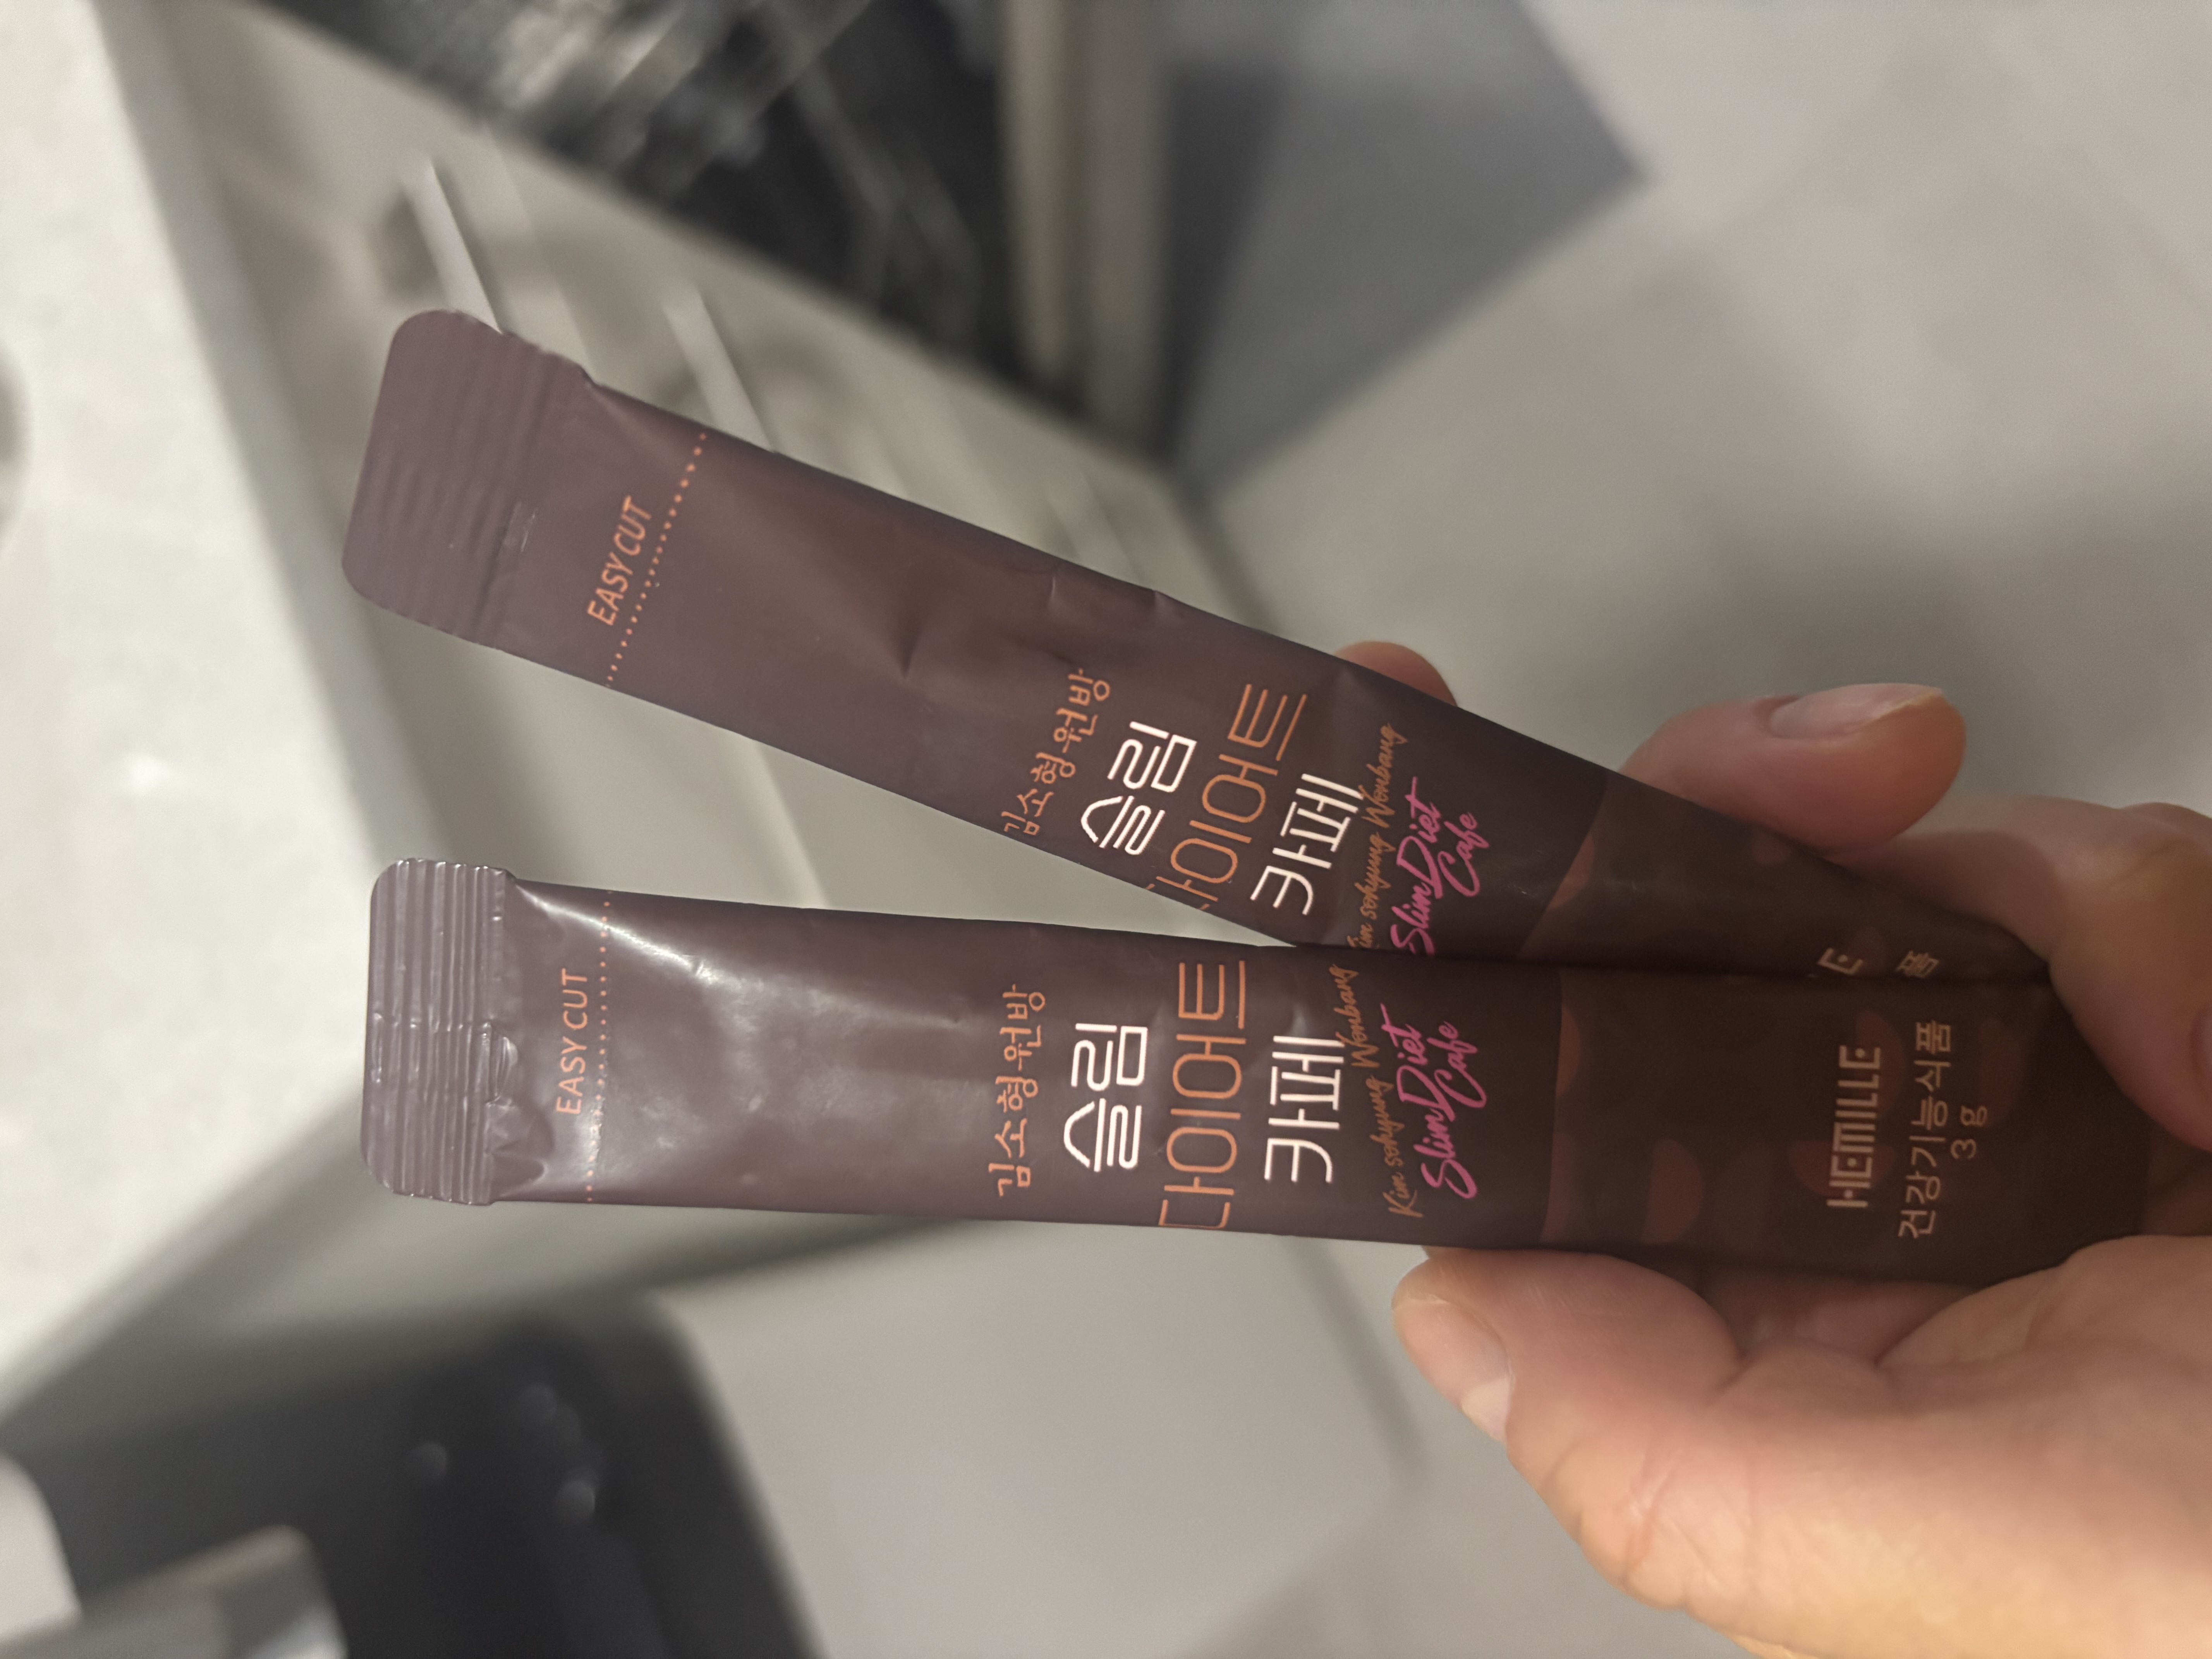 EASY CUT
김소형원방
슬림
다이어트
카페
Kim sohyung Wonbang
Slim Diet
Cafe
HEMILLE
건강기능식품
3g
EASY CUT
김소형원방
슬림
다이어트
카페
Kim sohyung Wonbang
Slim Diet
Cafe
E
품